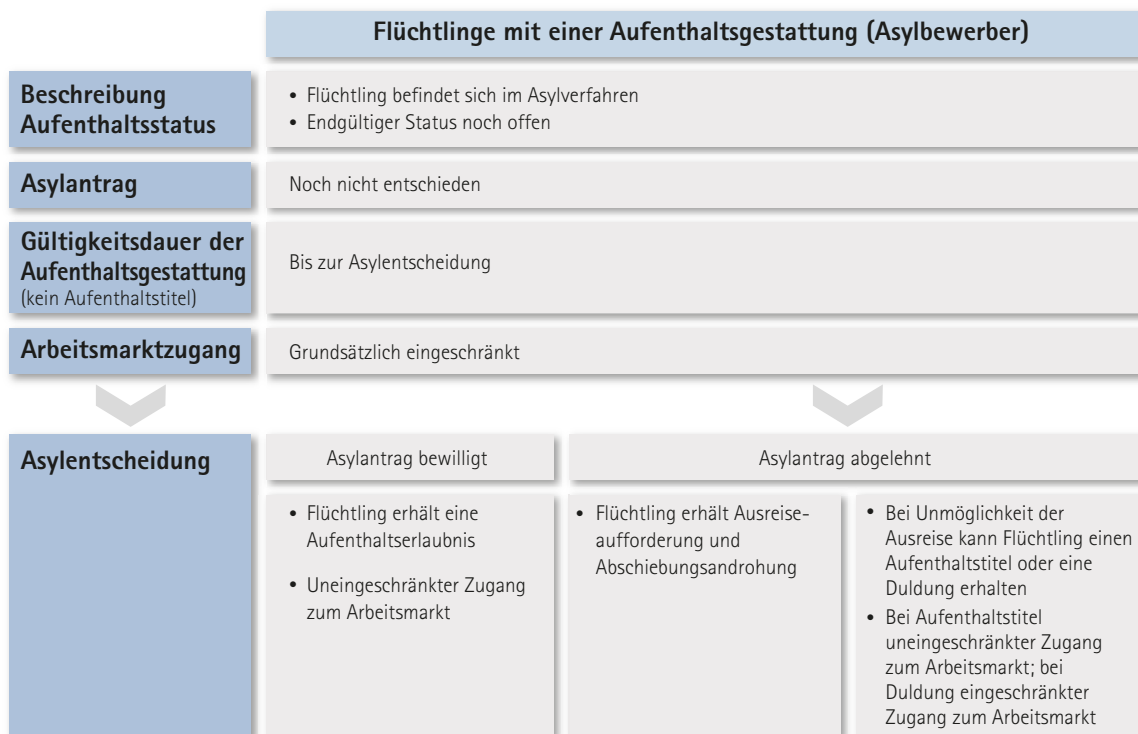 Flüchtlinge mit einer Aufenthaltsgestattung (Asylbewerber)
Beschreibung
Aufenthaltsstatus
• Flüchtling befindet sich im Asylverfahren
• Endgültiger Status noch offen
Asylantrag
Noch nicht entschieden
Gültigkeitsdauer der
Aufenthaltsgestattung
(kein Aufenthaltstitel)
Bis zur Asylentscheidung
Arbeitsmarktzugang
Grundsätzlich eingeschränkt
Asylentscheidung
Asylantrag bewilligt
Asylantrag abgelehnt
• Flüchtling erhält eine
Aufenthaltserlaubnis
• Uneingeschränkter Zugang
zum Arbeitsmarkt
• Flüchtling erhält Ausreise-
aufforderung und
Abschiebungsandrohung
• Bei Unmöglichkeit der
Ausreise kann Flüchtling einen
Aufenthaltstitel oder eine
Duldung erhalten
• Bei Aufenthaltstitel
uneingeschränkter Zugang
zum Arbeitsmarkt; bei
Duldung eingeschränkter
Zugang zum Arbeitsmarkt